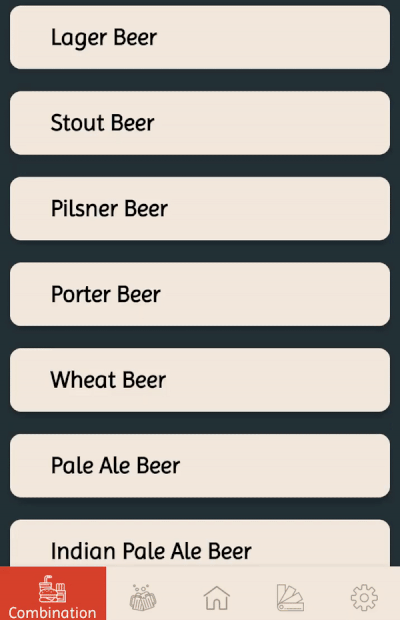 Lager Beer
Stout Beer
Pilsner Beer
Porter Beer
Wheat Beer
Pale Ale Beer
Indian Pale Ale Beer
Combination